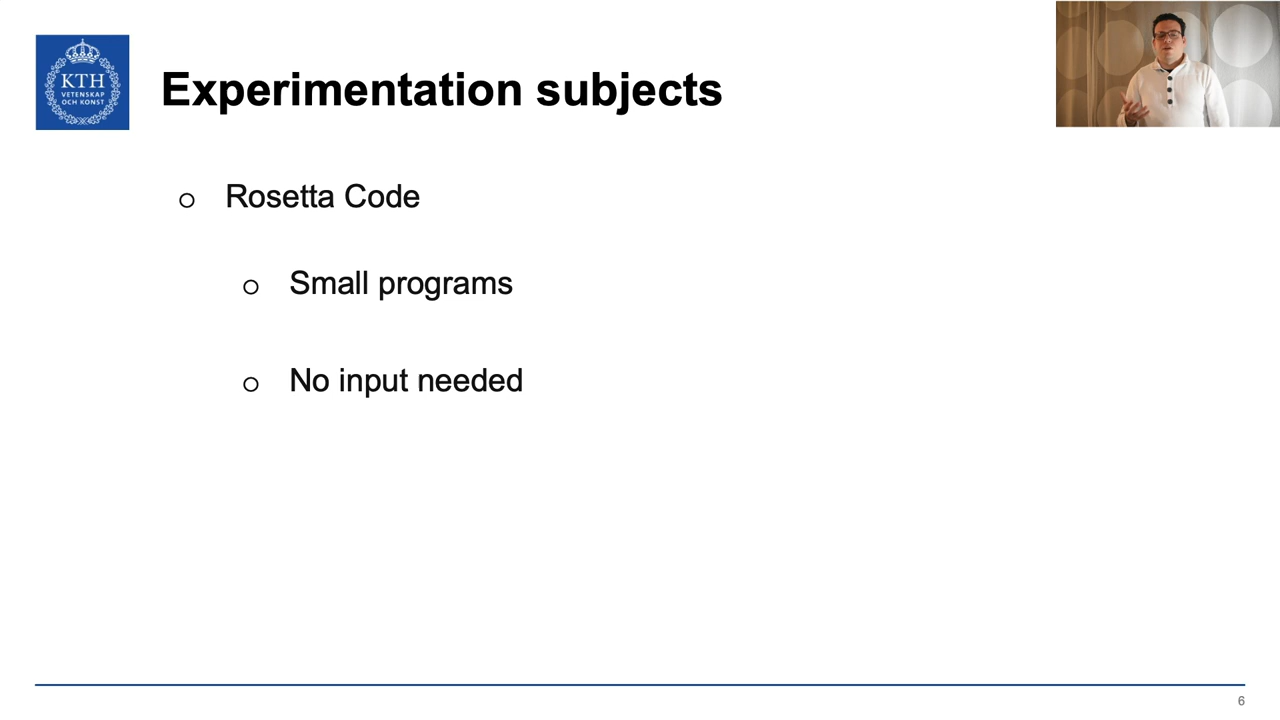 KTH
VETENSKAP
OCH KONST
Experimentation subjects
Rosetta Code
Small programs
No input needed
6